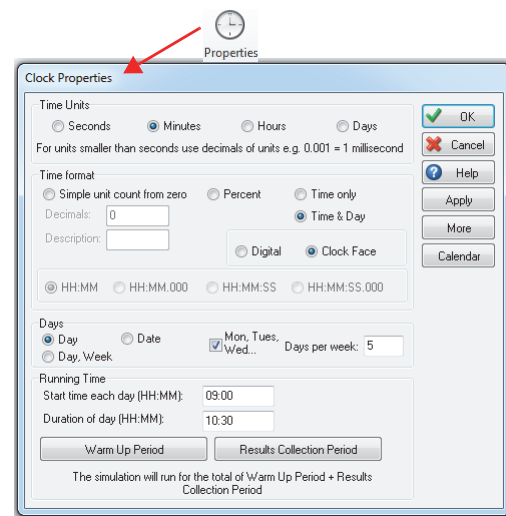 Properties
Clock Properties
Time Units
Seconds Minutes Hours Days
For units smaller than seconds use decimals of units e.g. 0.001 = 1 millisecond
Time format
Simple unit count from zero Percent Time only
Decimals: 0 Time & Day
Description:
Digital Clock Face
HH:MM HH:MM.000 HH:MM:SS HH:MM:SS.000
Days
Day Date Mon, Tues,
Wed... Days per week: 5
Day, Week
Running Time
Start time each day (HH:MM): 09:00
Duration of day (HH:MM): 10:30
Warm Up Period Results Collection Period
The simulation will run for the total of Warm Up Period + Results
Collection Period
OK
Cancel
Help
Apply
More
Calendar